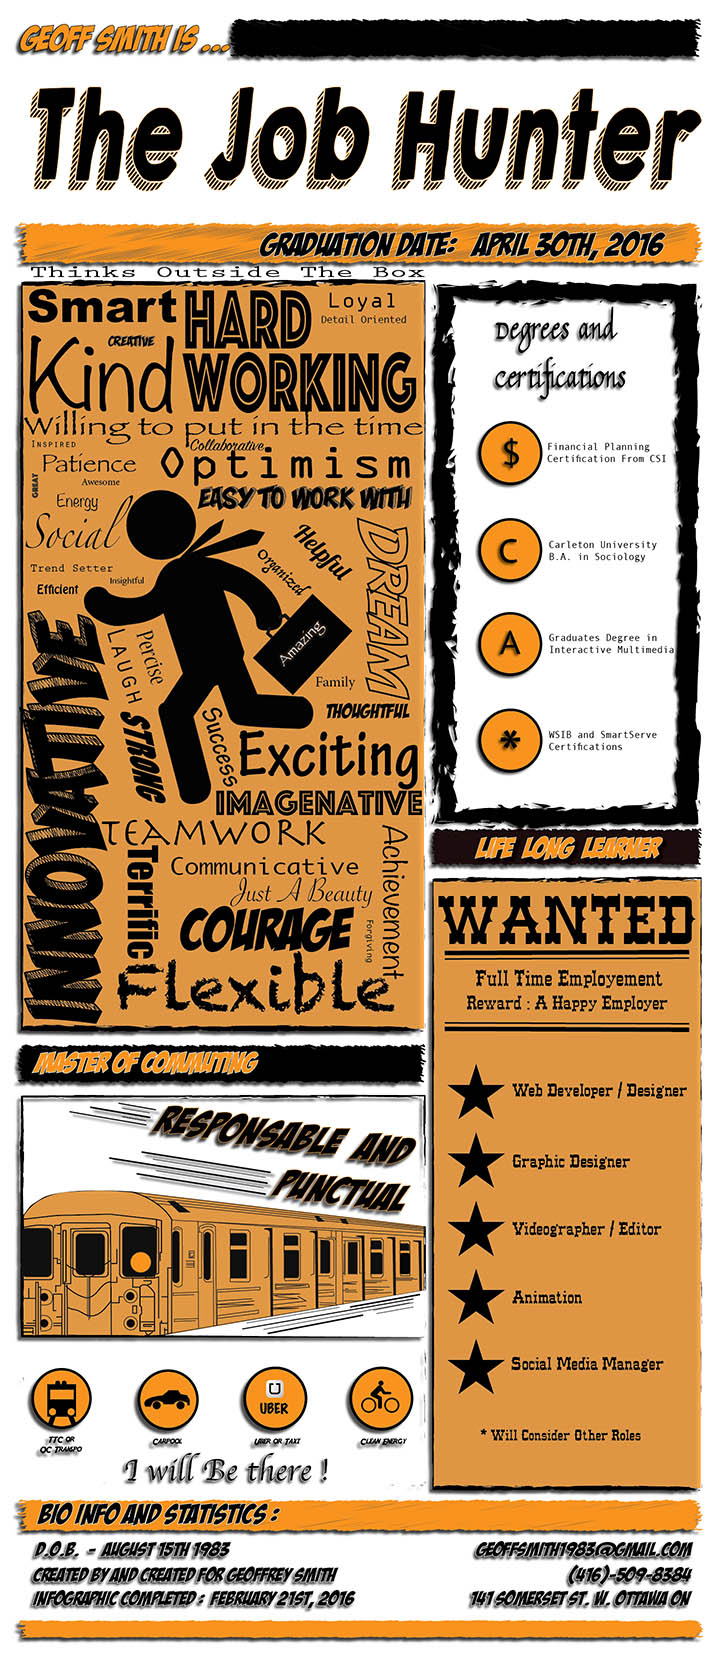 GEOFF SMITH IS ...
The Job Hunter
GRADUATION DATE: APRIL 30TH, 2016
Thinks Outside The Box
Smart
HARD
WORKING
Loyal
Detail Oriented
CREATIVE
Kind
Willing to put in the time
INSPIRED
Collaborative
Patience
Optimism
GREAT
Awesome
Energy
EASY TO WORK WITH
Social
Helpful
DREAM
Organized
Trend Setter
Insightful
Efficient
Amazing
INNOVATIVE
Percise
LAUGH
Family
STRONG
Success
THOUGHTFUL
Exciting
IMAGENATIVE
TEAMWORK
Terrific
Communicative
Achievement
Just A Beauty
COURAGE
Forgiving
Flexible
Degrees and
certifications
$
Financial Planning
Certification From CSI
C
Carleton University
B.A. in Sociology
A
Graduates Degree in
Interactive Multimedia
*
WSIB and SmartServe
Certifications
LIFE LONG LEARNER
WANTED
Full Time Employement
Reward : A Happy Employer
Web Developer / Designer
Graphic Designer
Videographer / Editor
Animation
Social Media Manager
* Will Consider Other Roles
MASTER OF COMMUTING
RESPONSABLE AND
PUNCTUAL
UBER
TTC OR
OC TRANSPO
CARPOOL
UBER OR TAXI
CLEAN ENERGY
I will Be there !
BIO INFO AND STATISTICS :
D.O.B. - AUGUST 15TH 1983
CREATED BY AND CREATED FOR GEOFFREY SMITH
INFOGRAPHIC COMPLETED : FEBRUARY 21ST, 2016
GEOFFSMITH1983@GMAIL.COM
(416)-509-8384
141 SOMERSET ST. W. OTTAWA ON